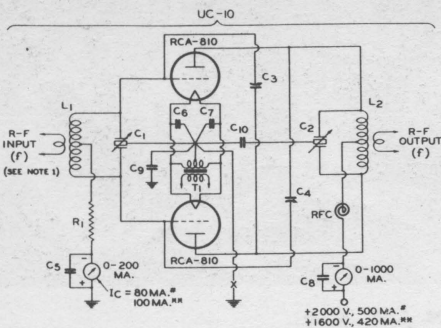 UC-10
RCA-810
C3
L1
C6
C7
L2
C1
C10
C2
R-F
INPUT
(f)
(SEE NOTE 1)
R-F
OUTPUT
(f)
C9
T1
C4
R1
RFC
RCA-810
C5
0-200
MA.
C8
0-1000
MA.
IC = 80 MA.#
100 MA.**
+2000 V., 500 MA.#
+1600 V., 420 MA.**